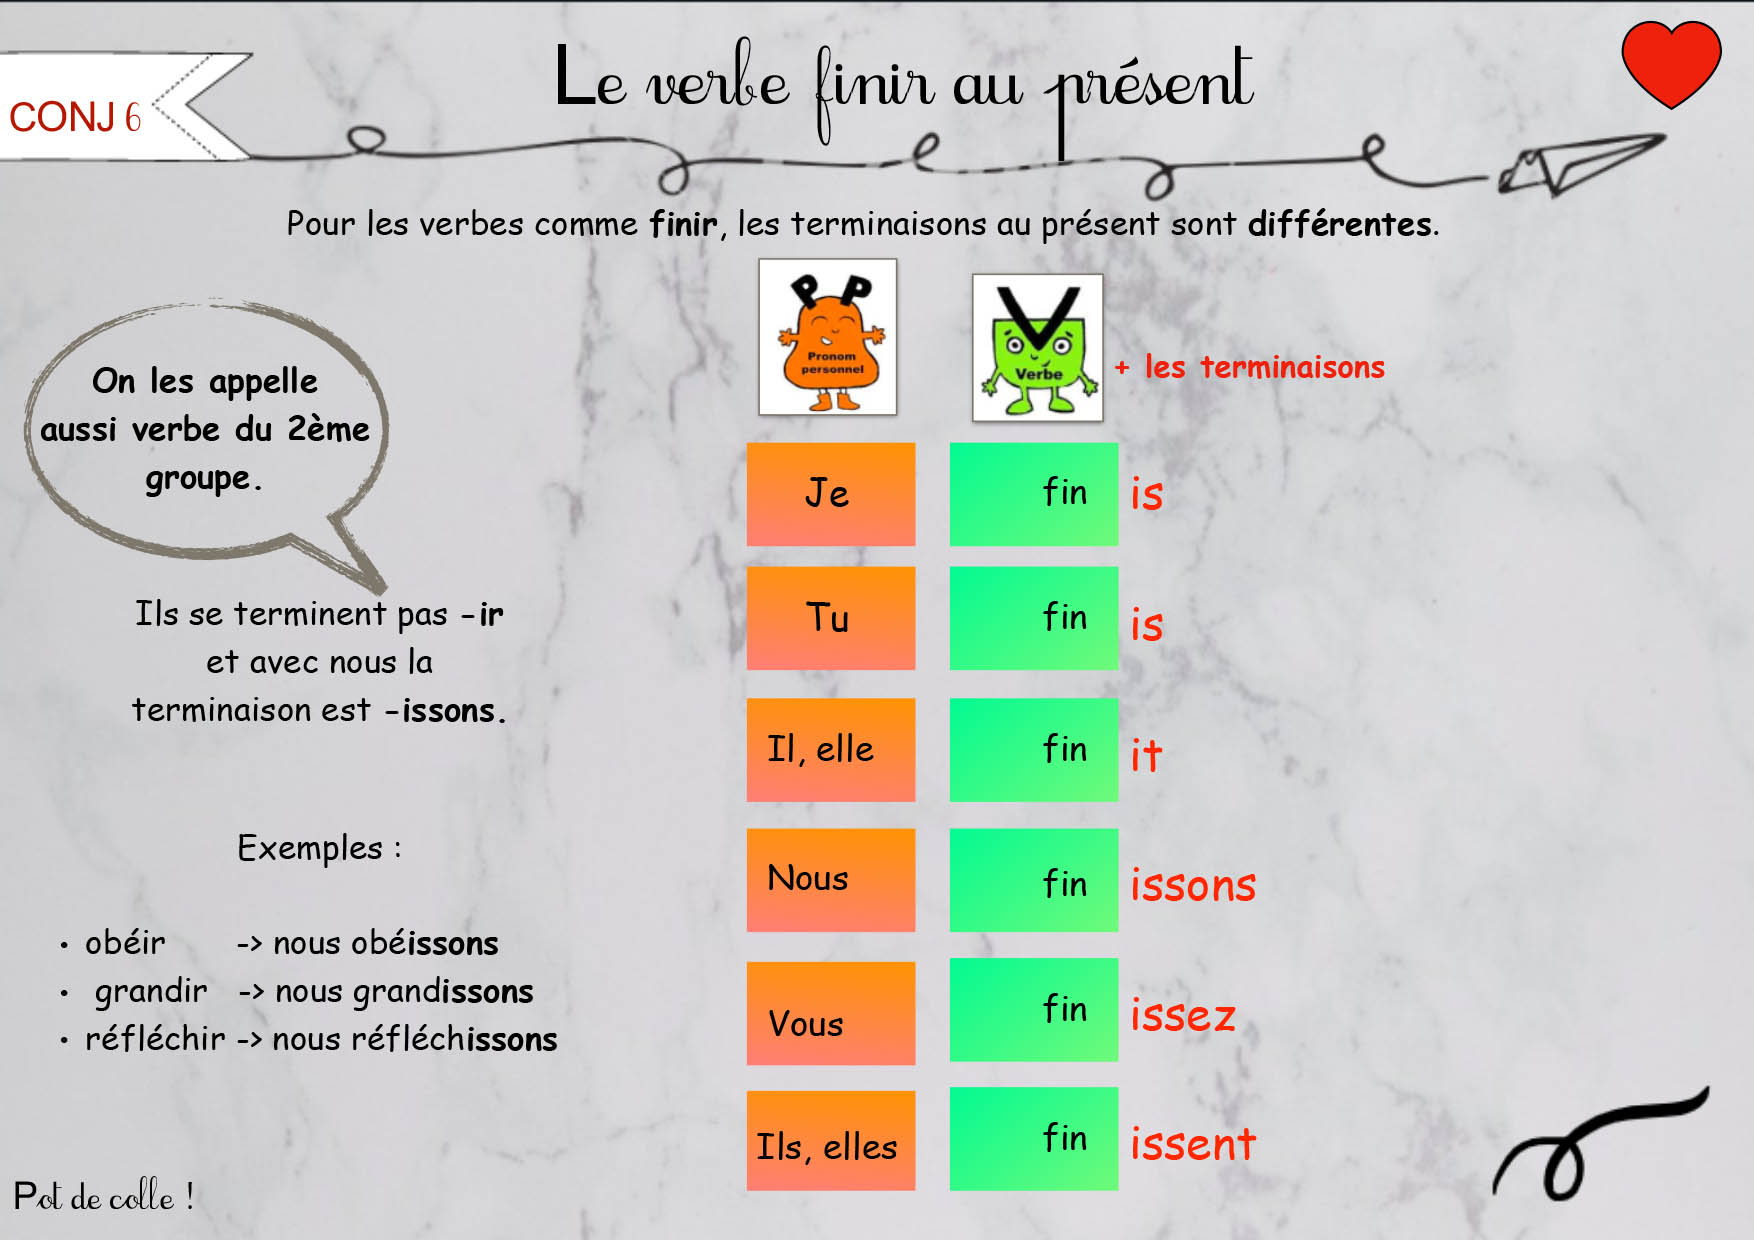 Le verbe finir au présent
CONJ 6
Pour les verbes comme finir, les terminaisons au présent sont différentes.
P P
Pronom
personnel
V
Verbe
+ les terminaisons
On les appelle
aussi verbe du 2ème
groupe.
Ils se terminent pas -ir
et avec nous la
terminaison est -issons.
Exemples :
• obéir -> nous obéissons
• grandir -> nous grandissons
• réfléchir -> nous réfléchissons
Je fin is
Tu fin is
Il, elle fin it
Nous fin issons
Vous fin issez
Ils, elles fin issent
Pot de colle !